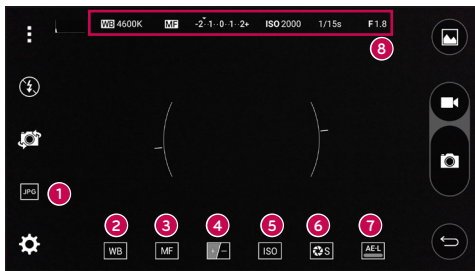 WB 4600K MF -2··-1··0··1··2+ ISO 2000 1/15s F1.8
8
JPG 1
2 3 4 5 6 7
WB MF +/- ISO S AE-L